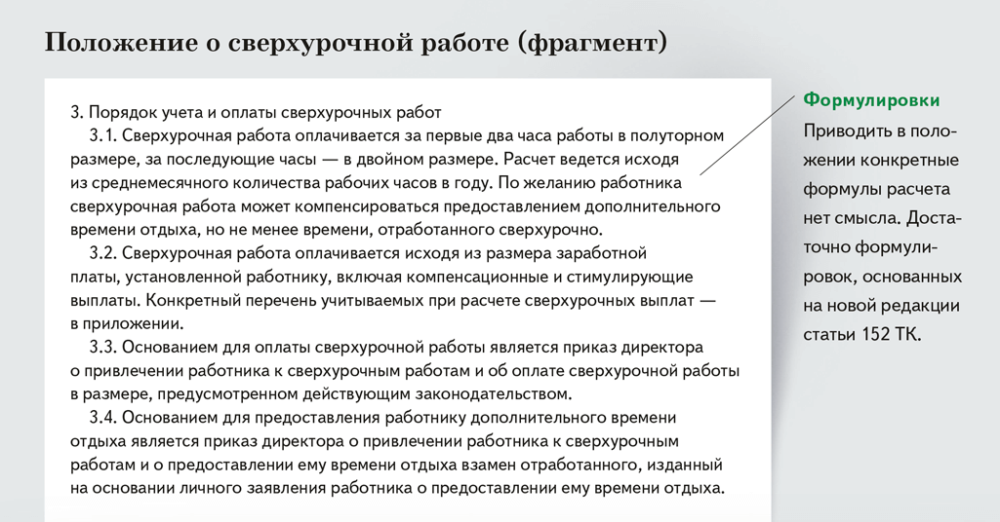 Положение о сверхурочной работе (фрагмент)
3. Порядок учета и оплаты сверхурочных работ
3.1. Сверхурочная работа оплачивается за первые два часа работы в полуторном
размере, за последующие часы — в двойном размере. Расчет ведется исходя
из среднемесячного количества рабочих часов в году. По желанию работника
сверхурочная работа может компенсироваться предоставлением дополнительного
времени отдыха, но не менее времени, отработанного сверхурочно.
3.2. Сверхурочная работа оплачивается исходя из размера заработной
платы, установленной работнику, включая компенсационные и стимулирующие
выплаты. Конкретный перечень учитываемых при расчете сверхурочных выплат —
в приложении.
3.3. Основанием для оплаты сверхурочной работы является приказ директора
о привлечении работника к сверхурочным работам и об оплате сверхурочной работы
в размере, предусмотренном действующим законодательством.
3.4. Основанием для предоставления работнику дополнительного времени
отдыха является приказ директора о привлечении работника к сверхурочным
работам и о предоставлении ему времени отдыха взамен отработанного, изданный
на основании личного заявления работника о предоставлении ему времени отдыха.
Формулировки
Приводить в поло-
жении конкретные
формулы расчета
нет смысла. Доста-
точно формули-
ровок, основанных
на новой редакции
статьи 152 ТК.